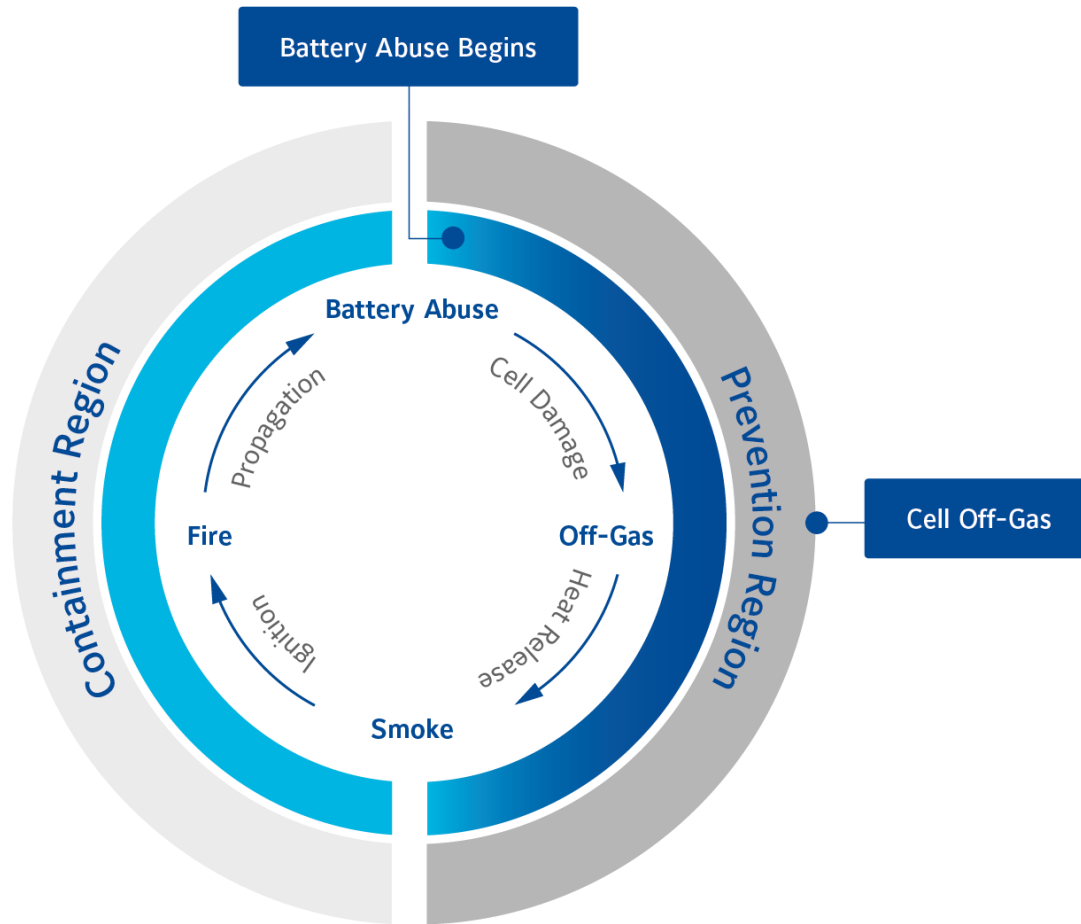 Battery Abuse Begins
Battery Abuse
Cell Damage
Propagation
Containment Region
Prevention Region
Cell Off-Gas
Fire
Off-Gas
Heat Release
Ignition
Smoke